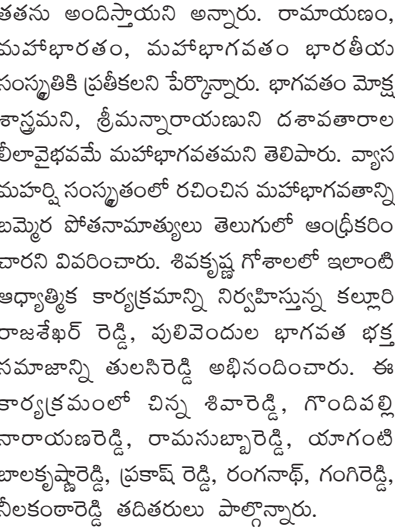 తతను అందిస్తాయని అన్నారు. రామాయణం,
మహాభారతం, మహాభాగవతం భారతీయ
సంస్కృతికి ప్రతీకలని పేర్కొన్నారు. భాగవతం మోక్ష
శాస్త్రమని, శ్రీమన్నారాయణుని దశావతారాల
లీలావైభవమే మహాభాగవతమని తెలిపారు. వ్యాస
మహర్షి సంస్కృతంలో రచించిన మహాభాగవతాన్ని
బమ్మెర పోతనామాత్యులు తెలుగులో ఆంధ్రీకరిం
చారని వివరించారు. శివకృష్ణ గోశాలలో ఇలాంటి
ఆధ్యాత్మిక కార్యక్రమాన్ని నిర్వహిస్తున్న కల్లూరి
రాజశేఖర్ రెడ్డి, పులివెందుల భాగవత భక్త
సమాజాన్ని తులసిరెడ్డి అభినందించారు. ఈ
కార్యక్రమంలో చిన్న శివారెడ్డి, గొందివల్లి
నారాయణరెడ్డి, రామసుబ్బారెడ్డి, యాగంటి
బాలకృష్ణారెడ్డి, ప్రకాష్ రెడ్డి, రంగనాథ్, గంగిరెడ్డి,
నీలకంఠారెడ్డి తదితరులు పాల్గొన్నారు.